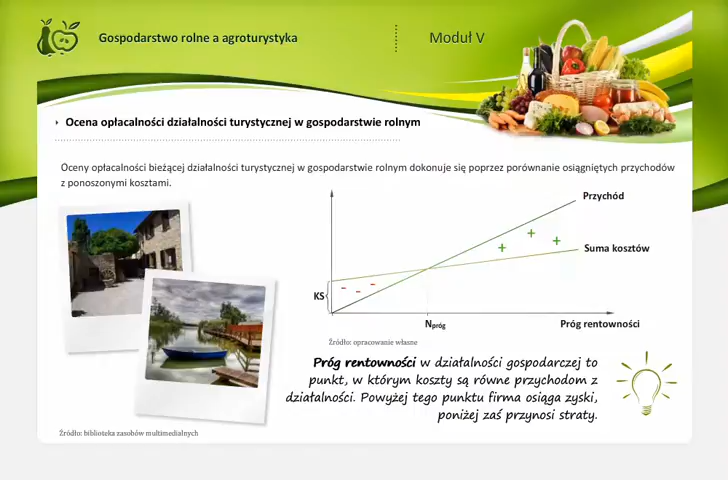 Gospodarstwo rolne a agroturystyka
Moduł V
Ocena opłacalności działalności turystycznej w gospodarstwie rolnym
Oceny opłacalności bieżącej działalności turystycznej w gospodarstwie rolnym dokonuje się poprzez porównanie osiągniętych przychodów
z ponoszonymi kosztami.
Przychód
Suma kosztów
KS
Npróg
Próg rentowności
Źródło: opracowanie własne
Próg rentowności w działalności gospodarczej to
punkt, w którym koszty są równe przychodom z
działalności. Powyżej tego punktu firma osiąga zyski,
poniżej zaś przynosi straty.
Źródło: biblioteka zasobów multimedialnych